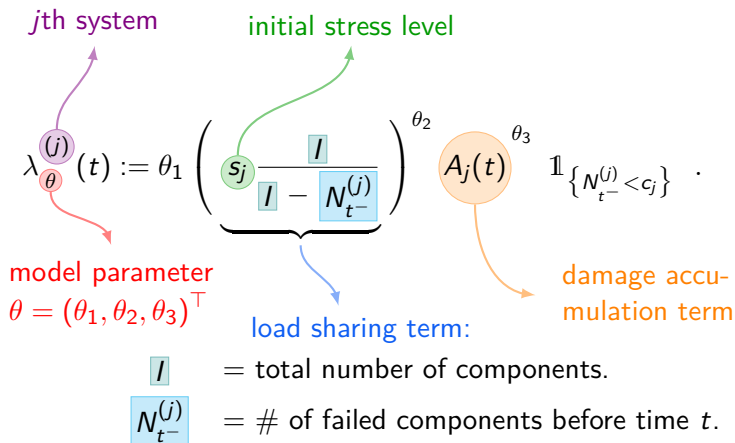 jth system
initial stress level
λ_θ^{(j)}(t) := θ_1 ( s_j \frac{I}{I − N_{t^-}^{(j)}} )^{θ_2} A_j(t)^{θ_3} 𝟙_{\{N_{t^-}^{(j)} < c_j\}} .
model parameter
θ = (θ_1, θ_2, θ_3)^⊤
damage accu-
mulation term
load sharing term:
I = total number of components.
N_{t^-}^{(j)} = # of failed components before time t.